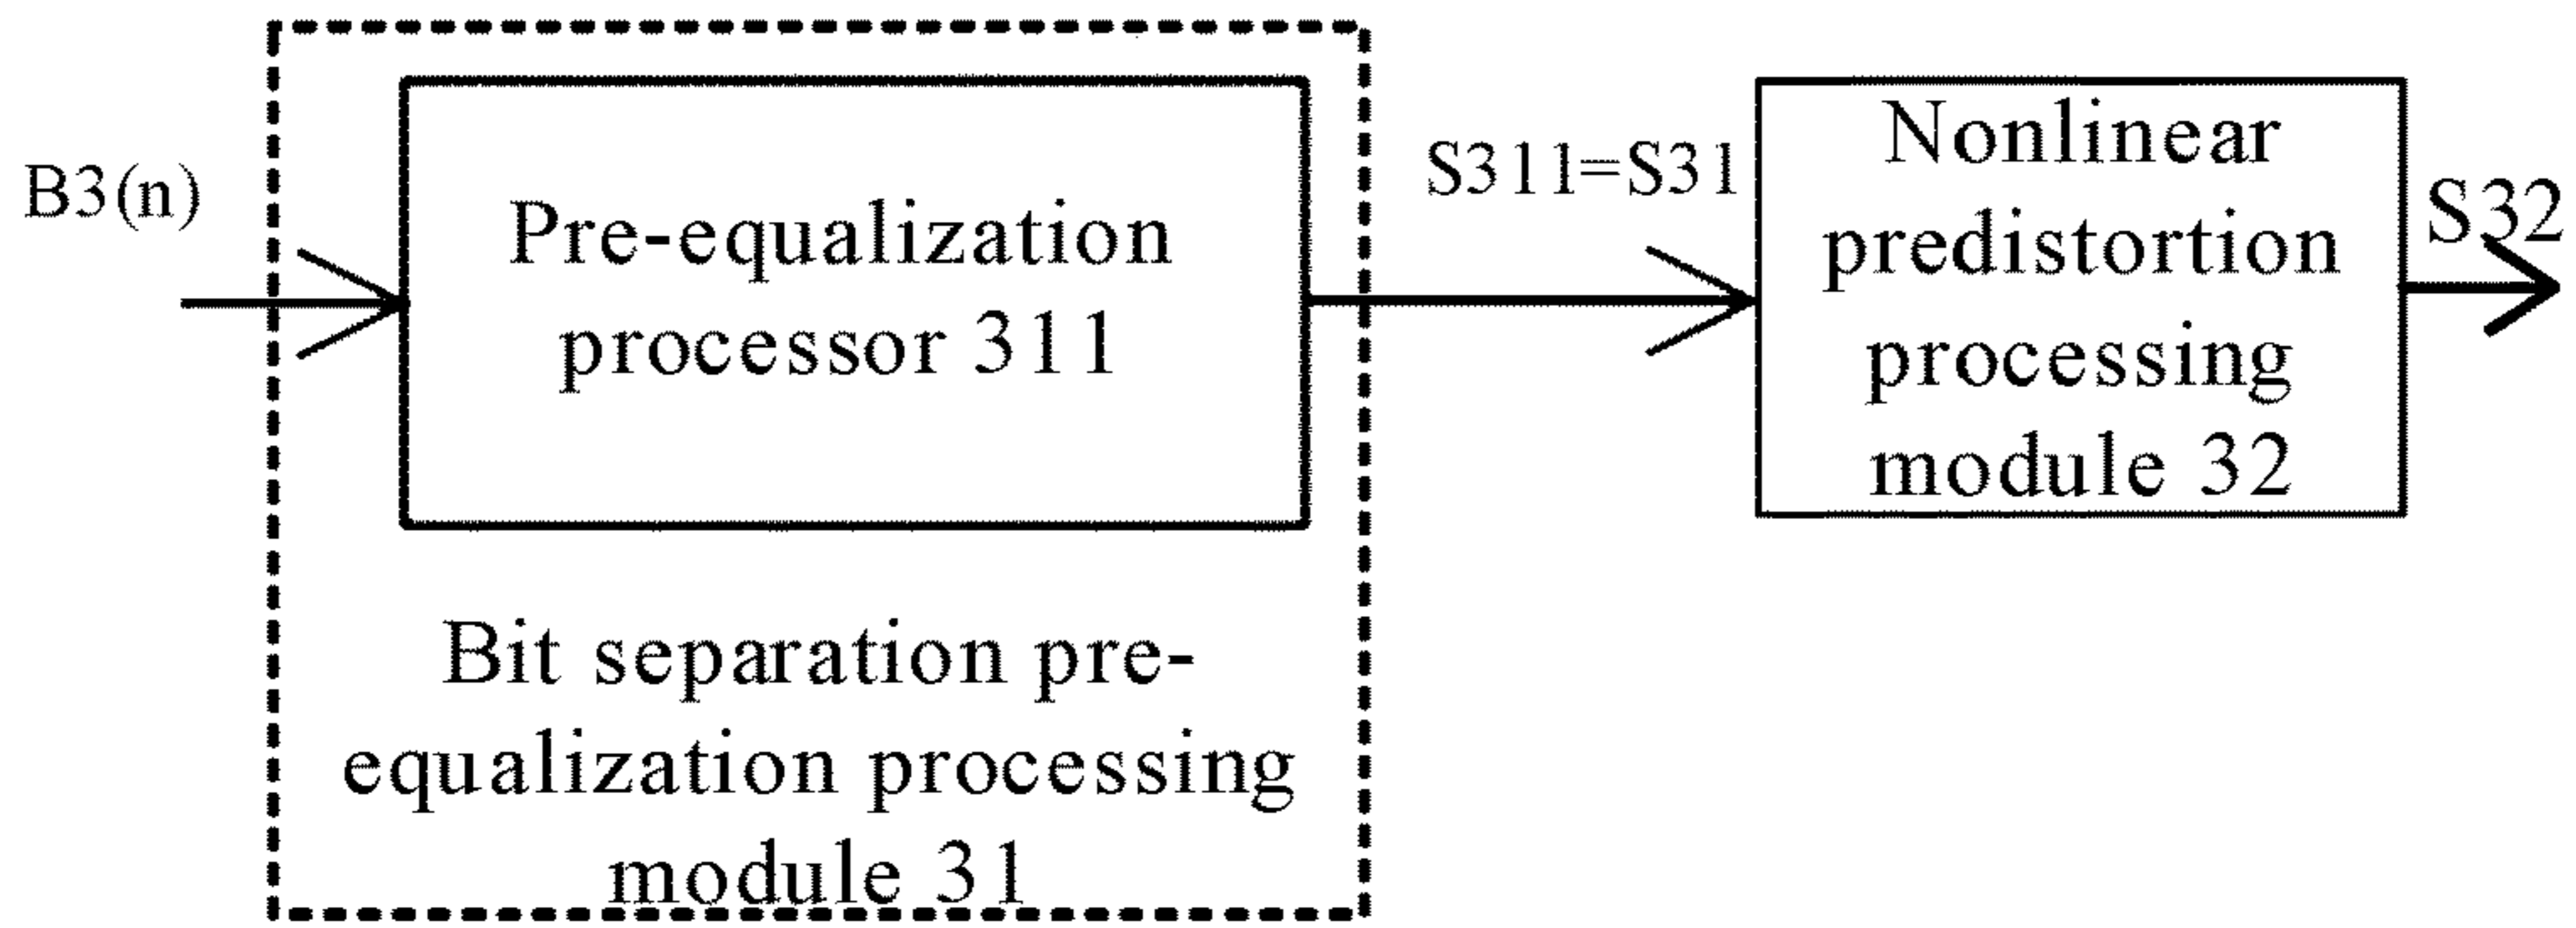 B3(n)
Pre-equalization
processor 311
Bit separation pre-
equalization processing
module 31
S311=S31
Nonlinear
predistortion
processing
module 32
S32